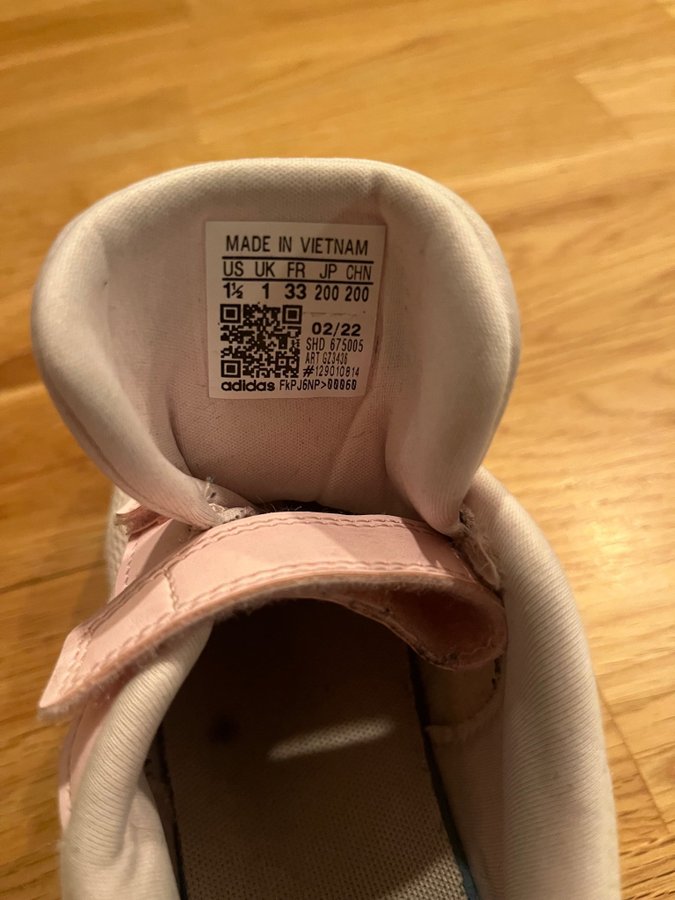 MADE IN VIETNAM
US UK FR JP CHN
1½ 1 33 200 200
02/22
SHD 675005
ART GZ3436
#129010814
adidas FkPJ6NP>00060